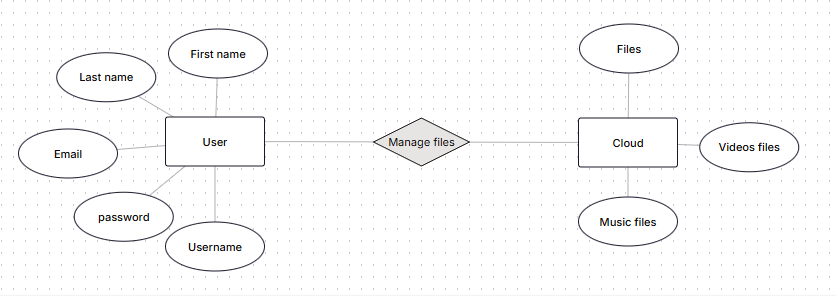 First name
Last name
Files
User
Manage files
Cloud
Videos files
Email
password
Music files
Username